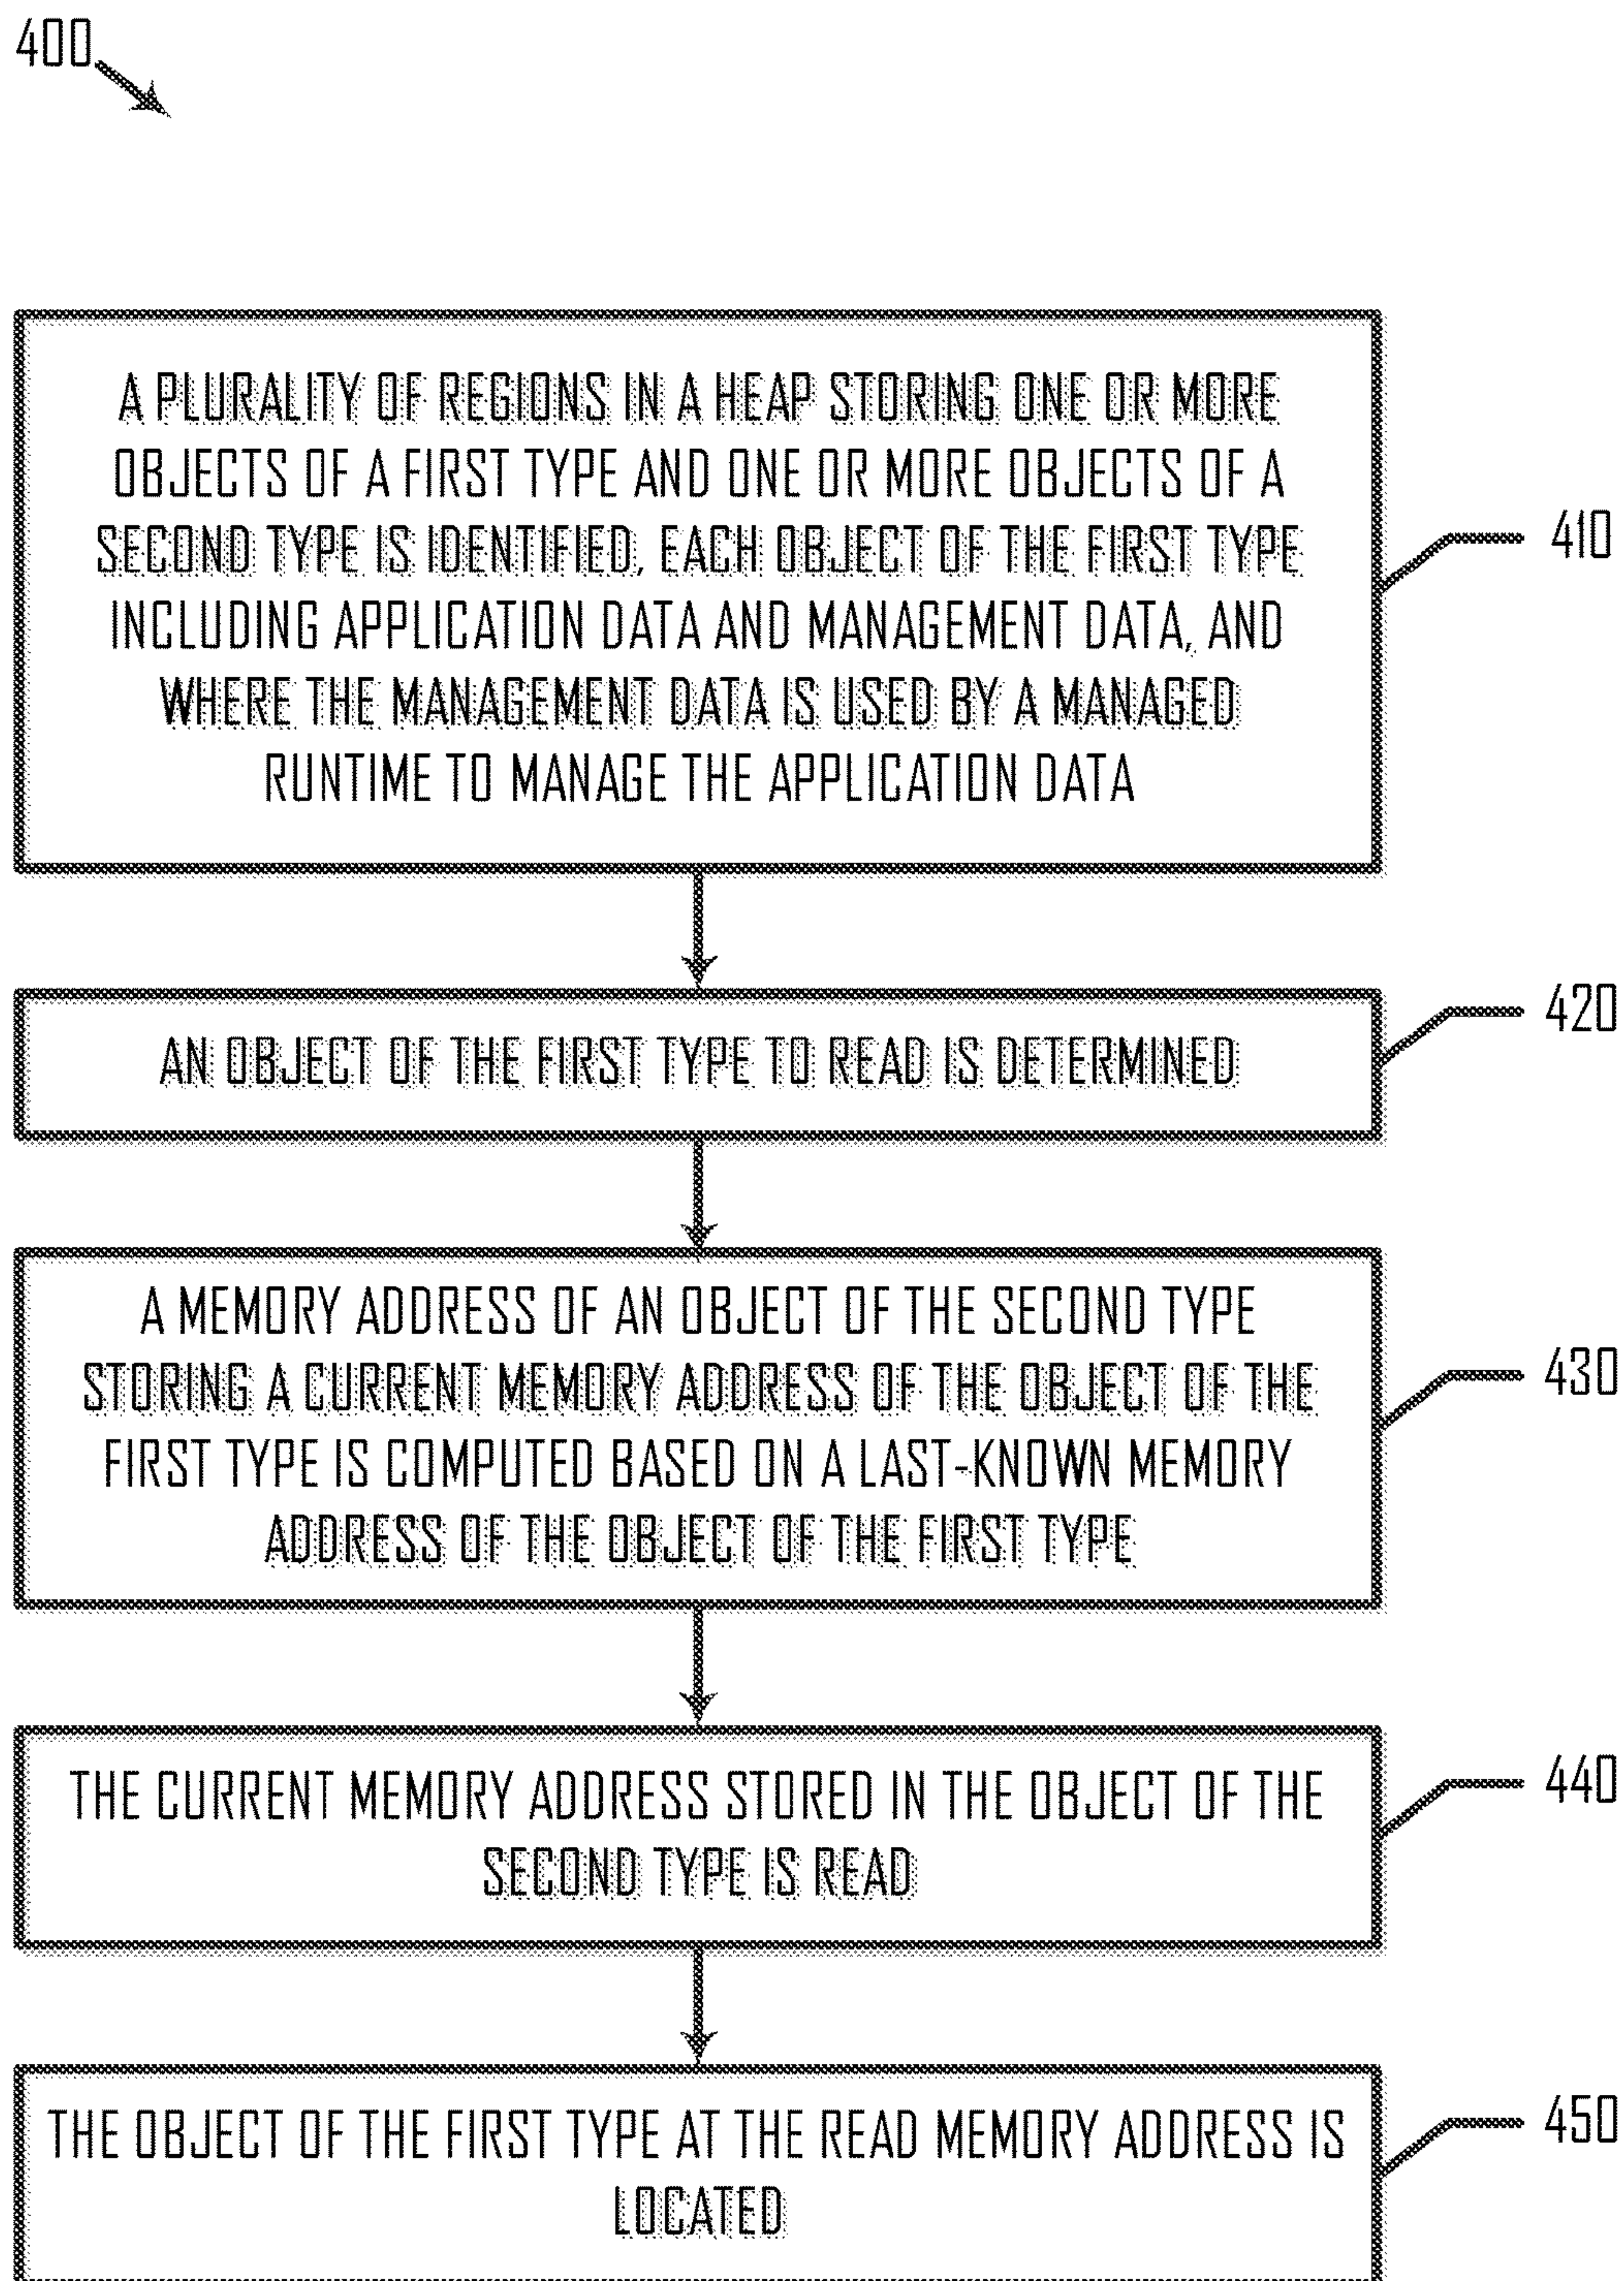 400
A PLURALITY OF REGIONS IN A HEAP STORING ONE OR MORE
OBJECTS OF A FIRST TYPE AND ONE OR MORE OBJECTS OF A
SECOND TYPE IS IDENTIFIED, EACH OBJECT OF THE FIRST TYPE
INCLUDING APPLICATION DATA AND MANAGEMENT DATA, AND
WHERE THE MANAGEMENT DATA IS USED BY A MANAGED
RUNTIME TO MANAGE THE APPLICATION DATA
410
AN OBJECT OF THE FIRST TYPE TO READ IS DETERMINED
420
A MEMORY ADDRESS OF AN OBJECT OF THE SECOND TYPE
STORING A CURRENT MEMORY ADDRESS OF THE OBJECT OF THE
FIRST TYPE IS COMPUTED BASED ON A LAST-KNOWN MEMORY
ADDRESS OF THE OBJECT OF THE FIRST TYPE
430
THE CURRENT MEMORY ADDRESS STORED IN THE OBJECT OF THE
SECOND TYPE IS READ
440
THE OBJECT OF THE FIRST TYPE AT THE READ MEMORY ADDRESS IS
LOCATED
450